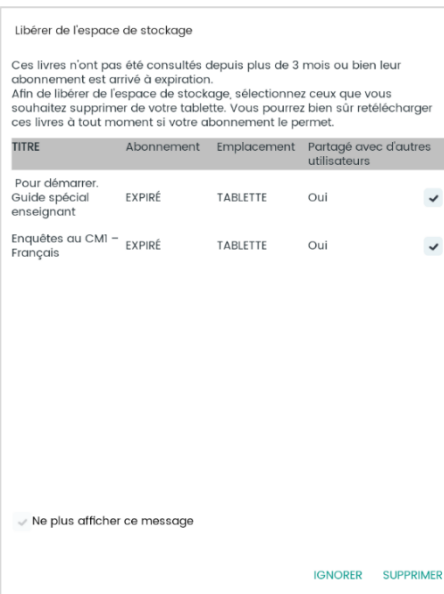 Libérer de l'espace de stockage
Ces livres n'ont pas été consultés depuis plus de 3 mois ou bien leur
abonnement est arrivé à expiration.
Afin de libérer de l'espace de stockage, sélectionnez ceux que vous
souhaitez supprimer de votre tablette. Vous pourrez bien sûr retélécharger
ces livres à tout moment si votre abonnement le permet.
TITRE Abonnement Emplacement Partagé avec d'autres
utilisateurs
Pour démarrer.
Guide spécial EXPIRÉ TABLETTE Oui
enseignant
Enquêtes au CM1 – EXPIRÉ TABLETTE Oui
Français
Ne plus afficher ce message
IGNORER SUPPRIMER